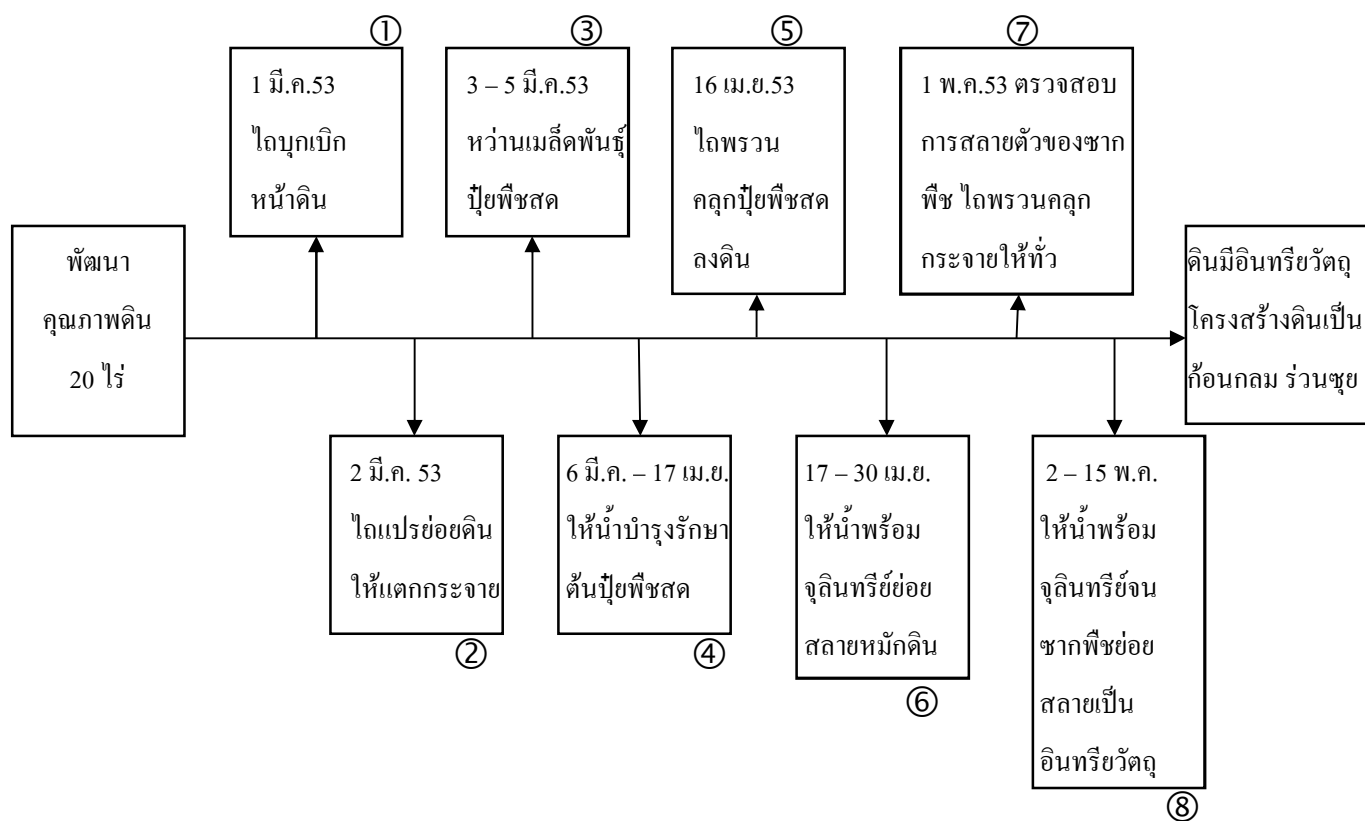 พัฒนา
คุณภาพดิน
20 ไร่
①
1 มี.ค.53
ไถบุกเบิก
หน้าดิน
2 มี.ค. 53
ไถแปรย่อยดิน
ให้แตกกระจาย
②
③
3 – 5 มี.ค.53
หว่านเมล็ดพันธุ์
ปุ๋ยพืชสด
6 มี.ค. – 17 เม.ย.
ให้น้ำบำรุงรักษา
ต้นปุ๋ยพืชสด
④
⑤
16 เม.ย.53
ไถพรวน
คลุกปุ๋ยพืชสด
ลงดิน
17 – 30 เม.ย.
ให้น้ำพร้อม
จุลินทรีย์ย่อย
สลายหมักดิน
⑥
⑦
1 พ.ค.53 ตรวจสอบ
การสลายตัวของซาก
พืช ไถพรวนคลุก
กระจายให้ทั่ว
2 – 15 พ.ค.
ให้น้ำพร้อม
จุลินทรีย์จน
ซากพืชย่อย
สลายเป็น
อินทรียวัตถุ
⑧
ดินมีอินทรียวัตถุ
โครงสร้างดินเป็น
ก้อนกลม ร่วนซุย